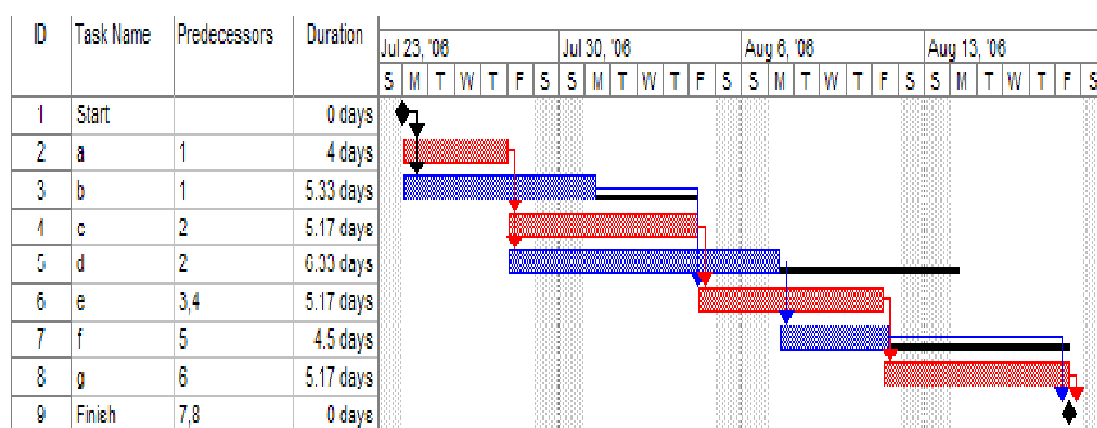 ID Task Name Predecessors Duration
Jul 23, '06 Jul 30, '06 Aug 6, '06 Aug 13, '06
S M T W T F S S M T W T F S S M T W T F S S M T W T F S
1 Start 0 days
2 a 1 4 days
3 b 1 5.33 days
4 c 2 5.17 days
5 d 2 6.33 days
6 e 3,4 5.17 days
7 f 5 4.5 days
8 g 6 5.17 days
9 Finish 7,8 0 days